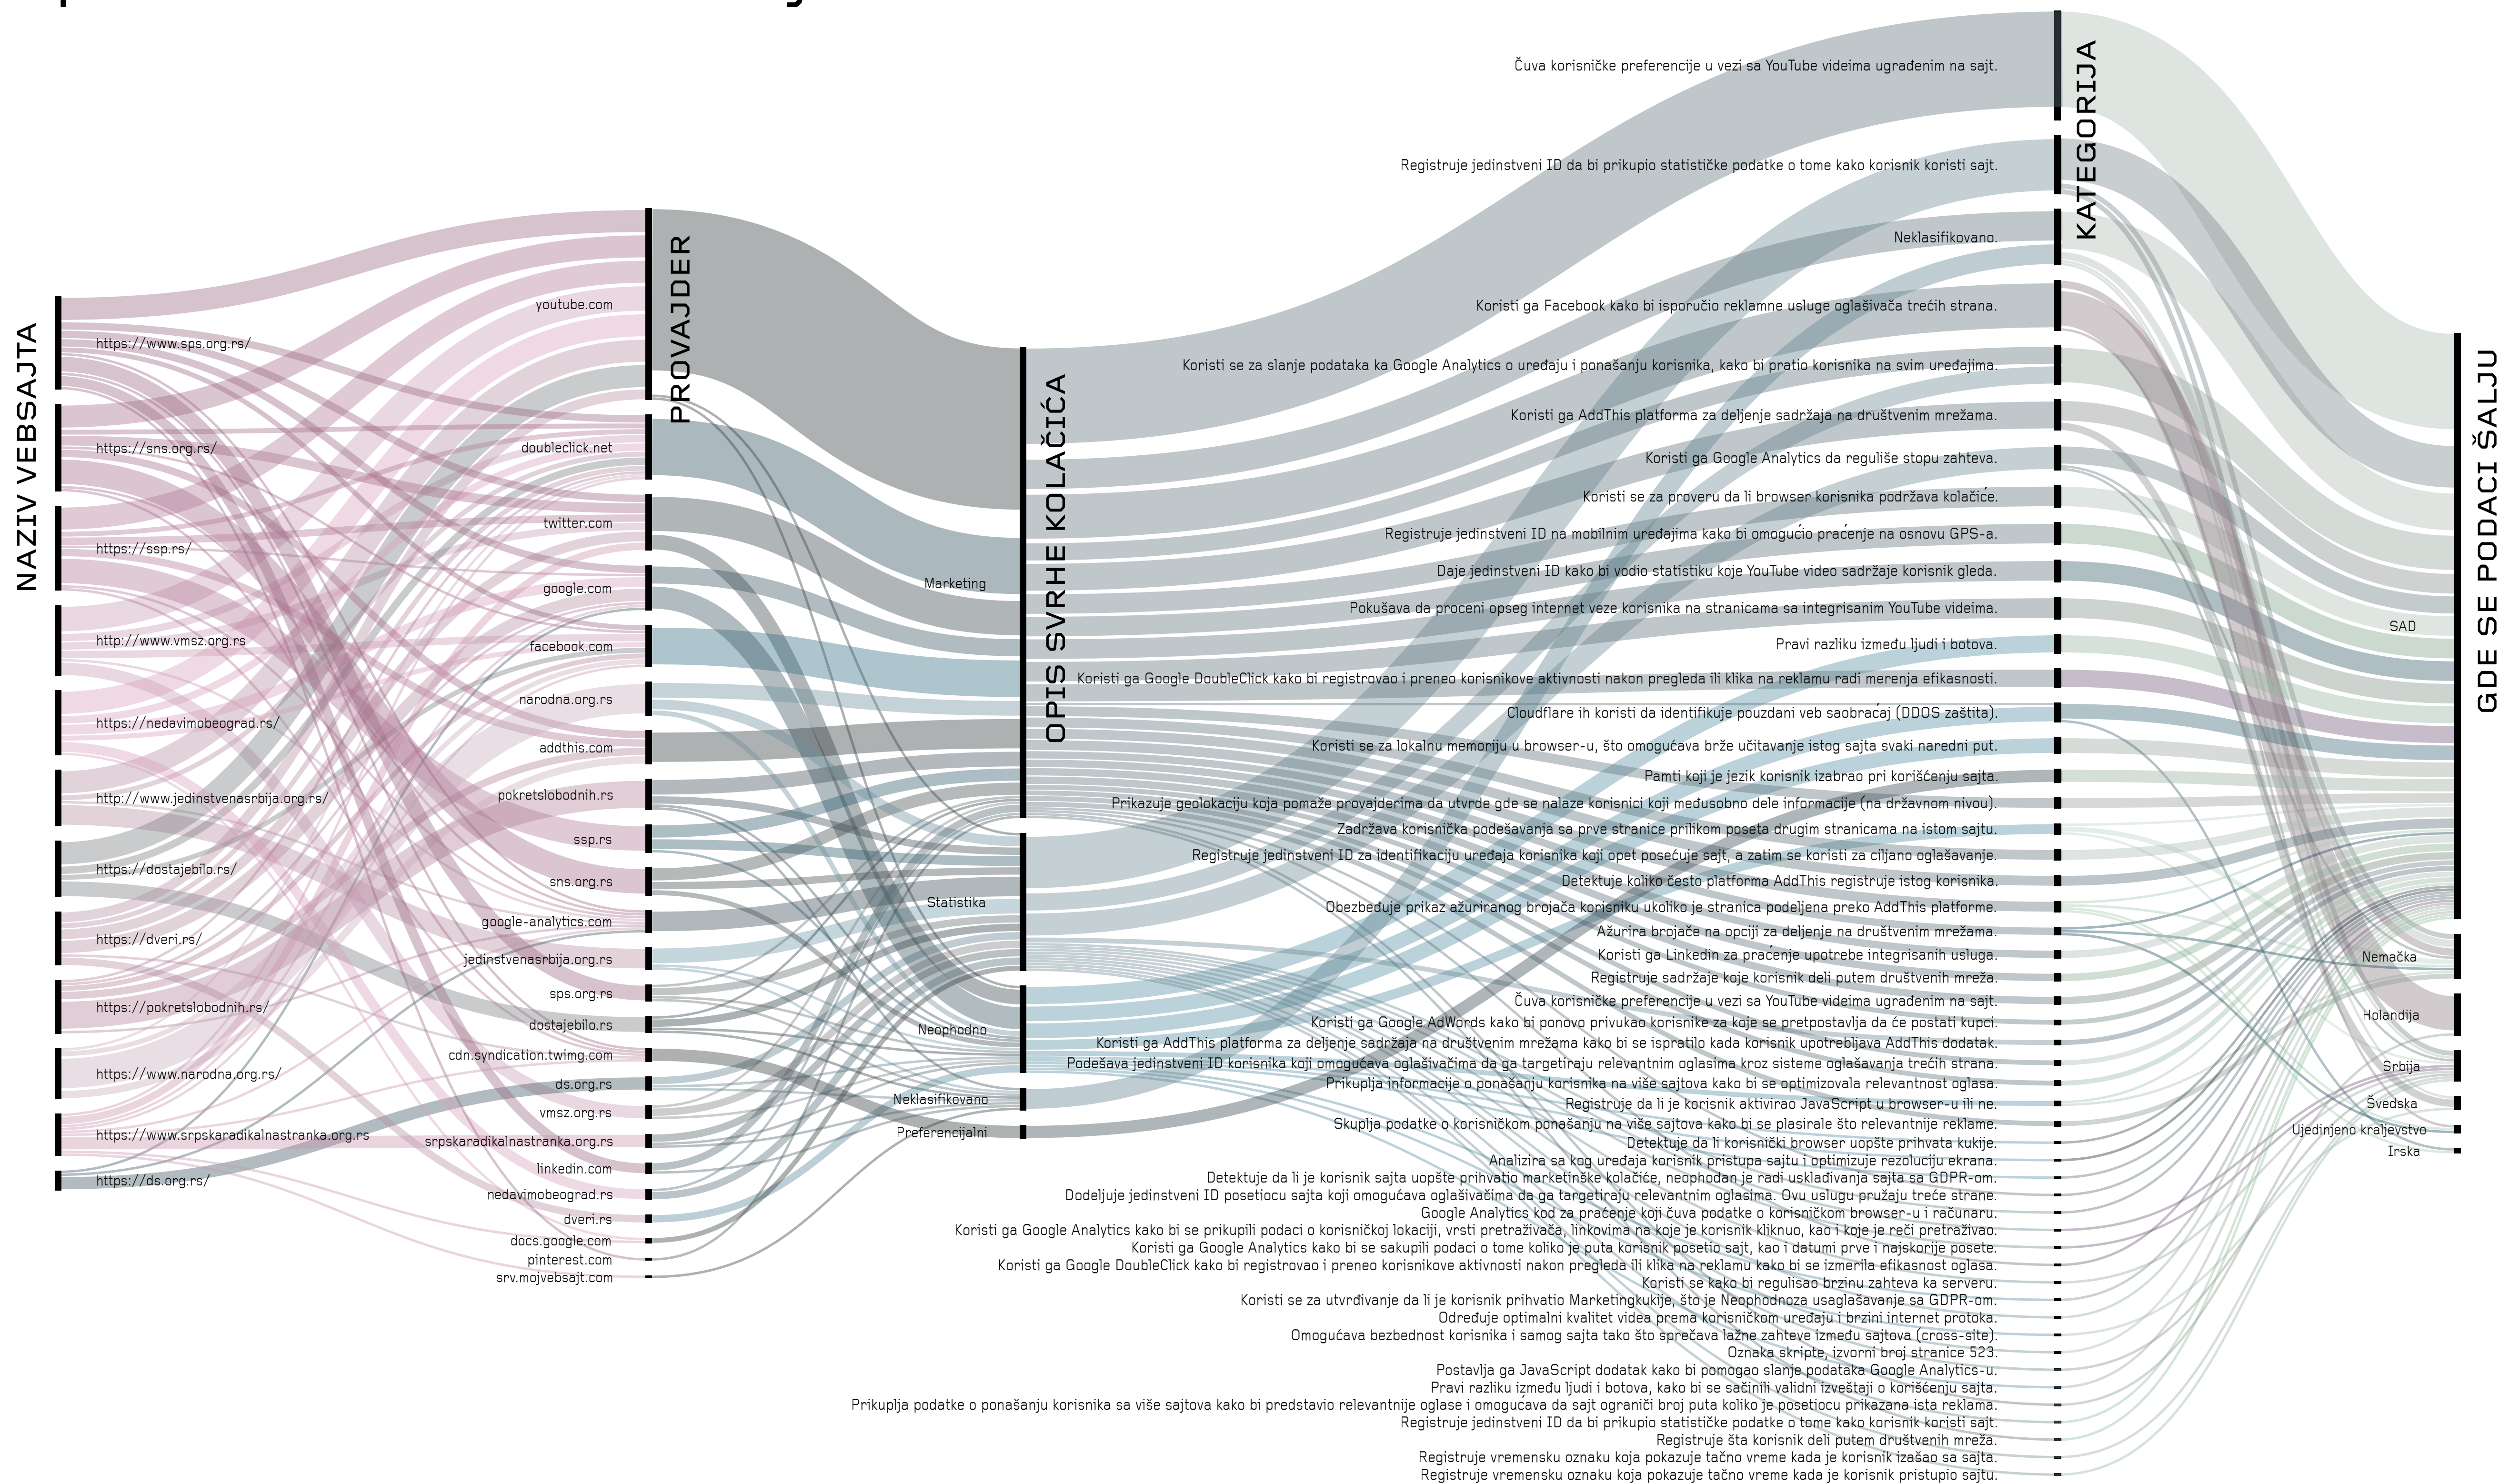 NAZIV VEBSAJTA
https://www.sps.org.rs/
https://sns.org.rs/
https://ssp.rs/
http://www.vmsz.org.rs
https://nedavimobeograd.rs/
http://www.jedinstvenasrbija.org.rs/
https://dostajebilo.rs/
https://dveri.rs/
https://pokretslobodnih.rs/
https://www.narodna.org.rs/
https://www.srpskaradikalnastranka.org.rs
https://ds.org.rs/
PROVAJDER
youtube.com
doubleclick.net
twitter.com
google.com
facebook.com
narodna.org.rs
addthis.com
pokretslobodnih.rs
ssp.rs
sns.org.rs
google-analytics.com
jedinstvenasrbija.org.rs
sps.org.rs
dostajebilo.rs
cdn.syndication.twimg.com
ds.org.rs
vmsz.org.rs
srpskaradikalnastranka.org.rs
linkedin.com
nedavimobeograd.rs
dveri.rs
docs.google.com
pinterest.com
srv.mojvebsajt.com
OPIS SVRHE KOLAČIĆA
Marketing
Statistika
Neophodno
Neklasifikovano
Preferencijalni
KATEGORIJA
Čuva korisničke preferencije u vezi sa YouTube videima ugrađenim na sajt.
Registruje jedinstveni ID da bi prikupio statističke podatke o tome kako korisnik koristi sajt.
Neklasifikovano.
Koristi ga Facebook kako bi isporučio reklamne usluge oglašivača trećih strana.
Koristi se za slanje podataka ka Google Analytics o uređaju i ponašanju korisnika, kako bi pratio korisnika na svim uređajima.
Koristi ga AddThis platforma za deljenje sadržaja na društvenim mrežama.
Koristi ga Google Analytics da reguliše stopu zahteva.
Koristi se za proveru da li browser korisnika podržava kolačiće.
Registruje jedinstveni ID na mobilnim uređajima kako bi omogućio praćenje na osnovu GPS-a.
Daje jedinstveni ID kako bi vodio statistiku koje YouTube video sadržaje korisnik gleda.
Pokušava da proceni opseg internet veze korisnika na stranicama sa integrisanim YouTube videima.
Pravi razliku između ljudi i botova.
Koristi ga Google DoubleClick kako bi registrovao i preneo korisnikove aktivnosti nakon pregleda ili klika na reklamu radi merenja efikasnosti.
Cloudflare ih koristi da identifikuje pouzdani veb saobraćaj (DDOS zaštita).
Koristi se za lokalnu memoriju u browser-u, što omogućava brže učitavanje istog sajta svaki naredni put.
Pamti koji je jezik korisnik izabrao pri korišćenju sajta.
Prikazuje geolokaciju koja pomaže provajderima da utvrde gde se nalaze korisnici koji međusobno dele informacije (na državnom nivou).
Zadržava korisnička podešavanja sa prve stranice prilikom poseta drugim stranicama na istom sajtu.
Registruje jedinstveni ID za identifikaciju uređaja korisnika koji opet posećuje sajt, a zatim se koristi za ciljano oglašavanje.
Detektuje koliko često platforma AddThis registruje istog korisnika.
Obezbeđuje prikaz ažuriranog brojača korisniku ukoliko je stranica podeljena preko AddThis platforme.
Ažurira brojače na opciji za deljenje na društvenim mrežama.
Koristi ga Linkedin za praćenje upotrebe integrisanih usluga.
Registruje sadržaje koje korisnik deli putem društvenih mreža.
Čuva korisničke preferencije u vezi sa YouTube videima ugrađenim na sajt.
Koristi ga Google AdWords kako bi ponovo privukao korisnike za koje se pretpostavlja da će postati kupci.
Koristi ga AddThis platforma za deljenje sadržaja na društvenim mrežama kako bi se ispratilo kada korisnik upotrebljava AddThis dodatak.
Podešava jedinstveni ID korisnika koji omogućava oglašivačima da ga targetiraju relevantnim oglasima kroz sisteme oglašavanja trećih strana.
Prikuplja informacije o ponašanju korisnika na više sajtova kako bi se optimizovala relevantnost oglasa.
Registruje da li je korisnik aktivirao JavaScript u browser-u ili ne.
Skuplja podatke o korisničkom ponašanju na više sajtova kako bi se plasirale što relevantnije reklame.
Detektuje da li korisnički browser uopšte prihvata kukije.
Analizira sa kog uređaja korisnik pristupa sajtu i optimizuje rezoluciju ekrana.
Detektuje da li je korisnik sajta uopšte prihvatio marketinške kolačiće, neophodan je radi usklađivanja sajta sa GDPR-om.
Dodeljuje jedinstveni ID posetiocu sajta koji omogućava oglašivačima da ga targetiraju relevantnim oglasima. Ovu uslugu pružaju treće strane.
Google Analytics kod za praćenje koji čuva podatke o korisničkom browser-u i računaru.
Koristi ga Google Analytics kako bi se prikupili podaci o korisničkoj lokaciji, vrsti pretraživača, linkovima na koje je korisnik kliknuo, kao i koje je reči pretraživao.
Koristi ga Google Analytics kako bi se sakupili podaci o tome koliko je puta korisnik posetio sajt, kao i datumi prve i najskorije posete.
Koristi ga Google DoubleClick kako bi registrovao i preneo korisnikove aktivnosti nakon pregleda ili klika na reklamu kako bi se izmerila efikasnost oglasa.
Koristi se kako bi regulisao brzinu zahteva ka serveru.
Koristi se za utvrđivanje da li je korisnik prihvatio Marketingkukije, što je Neophodnoza usaglašavanje sa GDPR-om.
Određuje optimalni kvalitet videa prema korisničkom uređaju i brzini internet protoka.
Omogućava bezbednost korisnika i samog sajta tako što sprečava lažne zahteve između sajtova (cross-site).
Oznaka skripte, izvorni broj stranice 523.
Postavlja ga JavaScript dodatak kako bi pomogao slanje podataka Google Analytics-u.
Pravi razliku između ljudi i botova, kako bi se sačinili validni izveštaji o korišćenju sajta.
Prikuplja podatke o ponašanju korisnika sa više sajtova kako bi predstavio relevantnije oglase i omogućava da sajt ograniči broj puta koliko je posetiocu prikazana ista reklama.
Registruje jedinstveni ID da bi prikupio statističke podatke o tome kako korisnik koristi sajt.
Registruje šta korisnik deli putem društvenih mreža.
Registruje vremensku oznaku koja pokazuje tačno vreme kada je korisnik izašao sa sajta.
Registruje vremensku oznaku koja pokazuje tačno vreme kada je korisnik pristupio sajtu.
GDE SE PODACI ŠALJU
SAD
Nemačka
Holandija
Srbija
Švedska
Ujedinjeno kraljevstvo
Irska